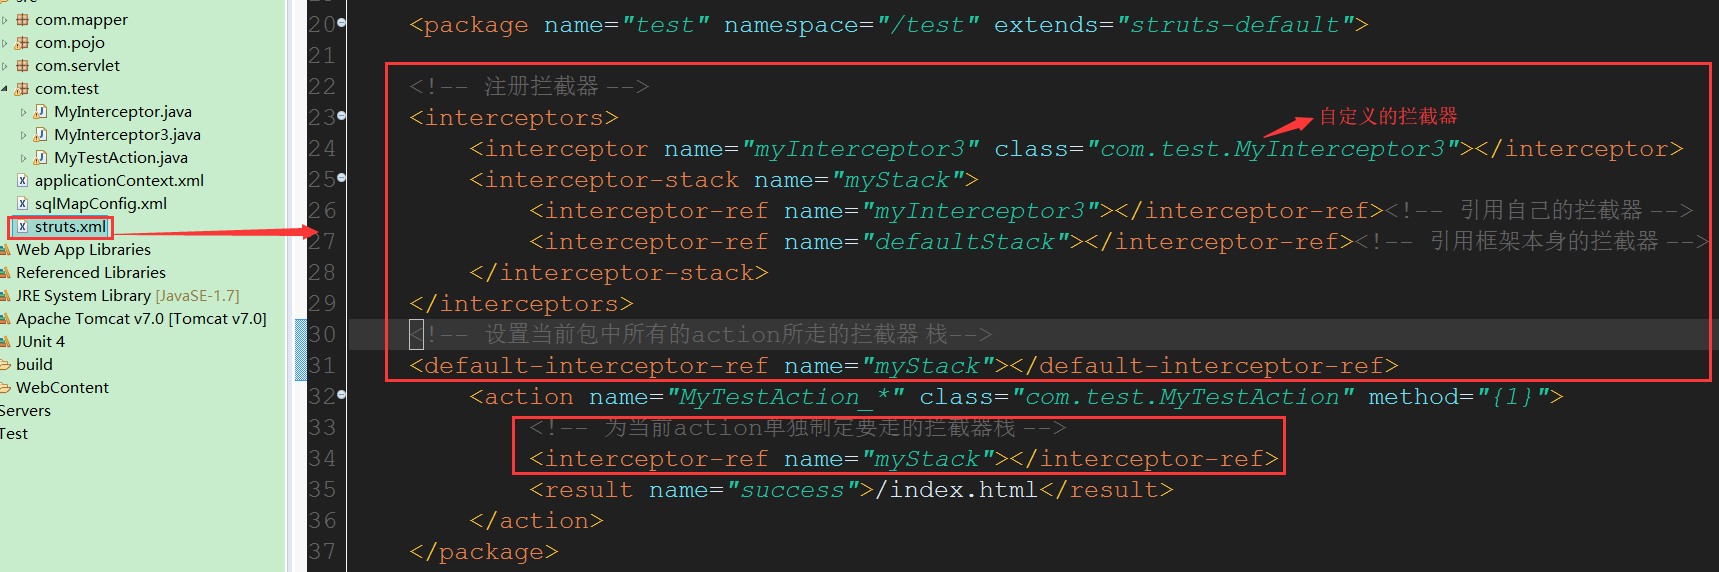 src
com.mapper
com.pojo
com.servlet
com.test
MyInterceptor.java
MyInterceptor3.java
MyTestAction.java
applicationContext.xml
sqlMapConfig.xml
struts.xml
Web App Libraries
Referenced Libraries
JRE System Library [JavaSE-1.7]
Apache Tomcat v7.0 [Tomcat v7.0]
JUnit 4
build
WebContent
Servers
Test
20 <package name="test" namespace="/test" extends="struts-default">
21
22 <!-- 注册拦截器 -->
23 <interceptors>
自定义的拦截器
24 <interceptor name="myInterceptor3" class="com.test.MyInterceptor3"></interceptor>
25 <interceptor-stack name="myStack">
26 <interceptor-ref name="myInterceptor3"></interceptor-ref><!-- 引用自己的拦截器 -->
27 <interceptor-ref name="defaultStack"></interceptor-ref><!-- 引用框架本身的拦截器 -->
28 </interceptor-stack>
29 </interceptors>
30 <!-- 设置当前包中所有的action所走的拦截器 栈-->
31 <default-interceptor-ref name="myStack"></default-interceptor-ref>
32 <action name="MyTestAction_*" class="com.test.MyTestAction" method="{1}">
33 <!-- 为当前action单独制定要走的拦截器栈 -->
34 <interceptor-ref name="myStack"></interceptor-ref>
35 <result name="success">/index.html</result>
36 </action>
37 </package>